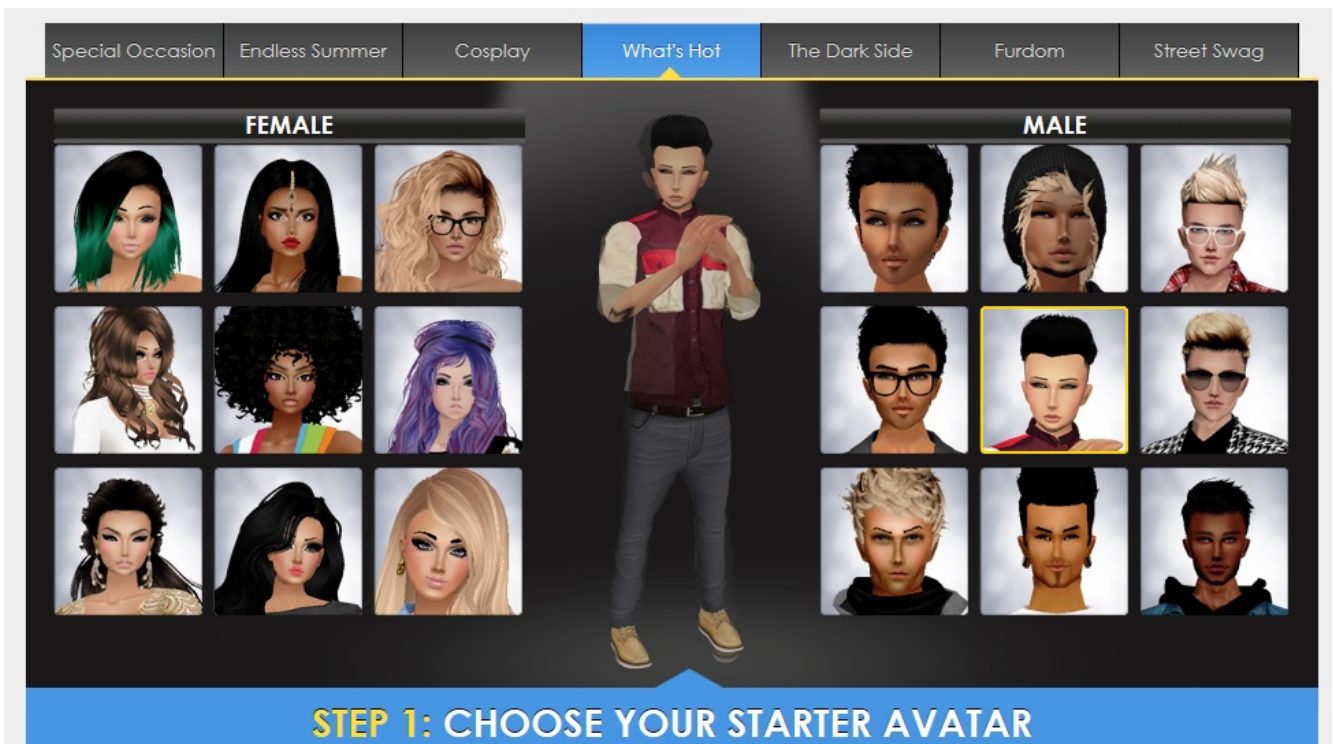 Special Occasion
Endless Summer
Cosplay
What's Hot
The Dark Side
Furdom
Street Swag
FEMALE
MALE
STEP 1: CHOOSE YOUR STARTER AVATAR